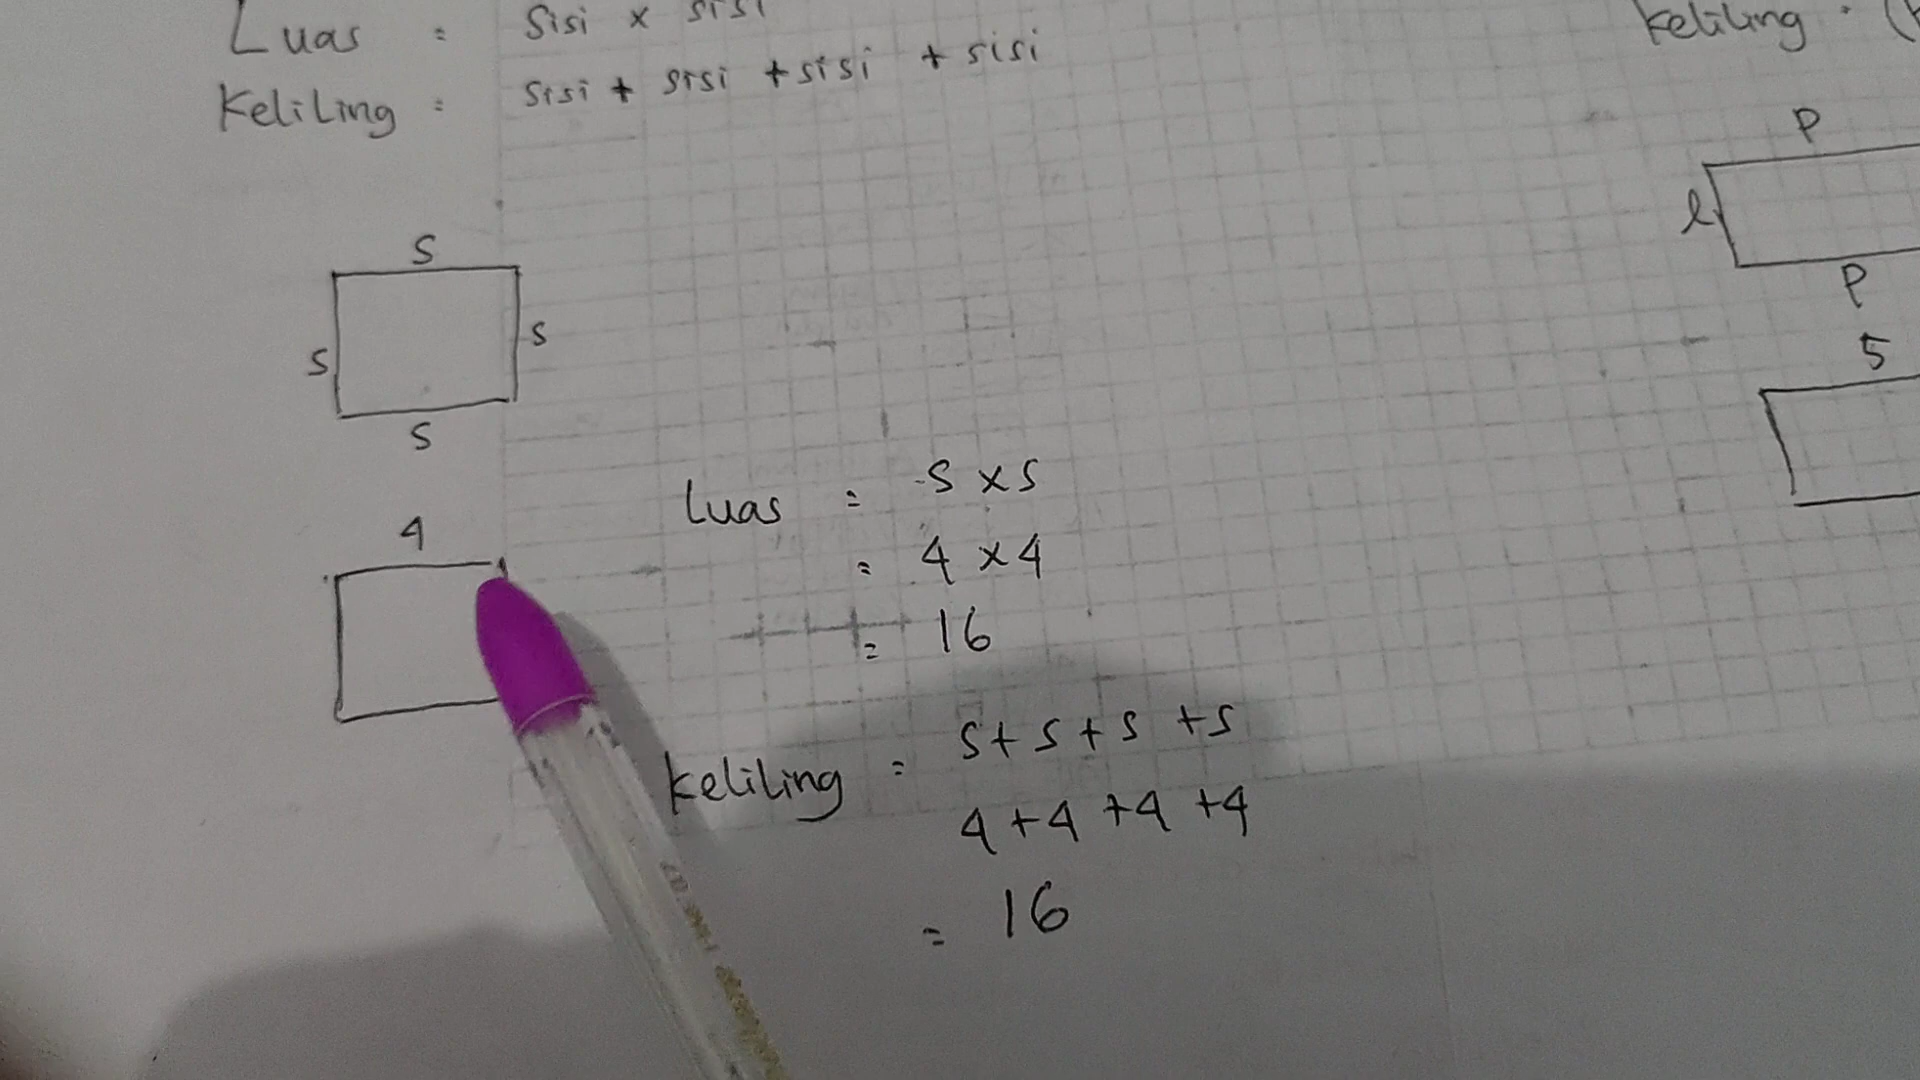 Luas : sisi x sisi
Keliling : sisi + sisi + sisi + sisi
S
S
S
S
4
Luas = S x S
= 4 x 4
= 16
Keliling = S + S + S + S
4 + 4 + 4 + 4
= 16
Keliling : (
P
l
P
5